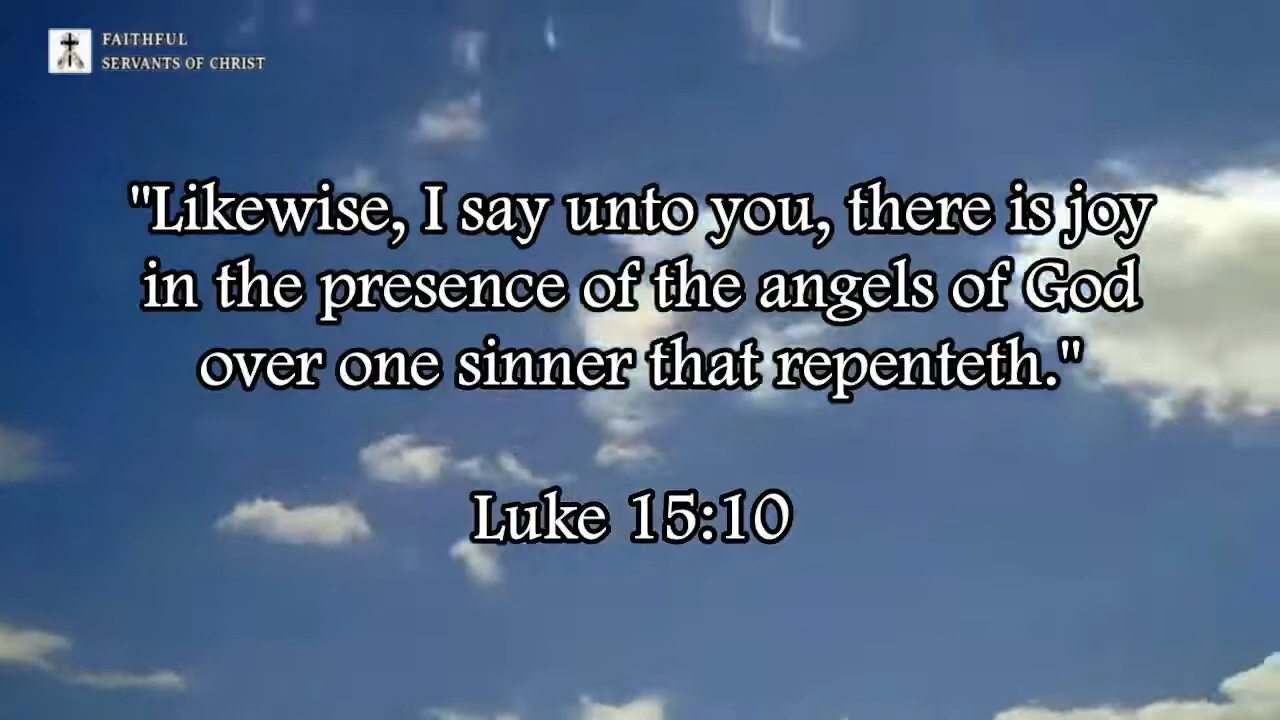 FAITHFUL
SERVANTS OF CHRIST
"Likewise, I say unto you, there is joy
in the presence of the angels of God
over one sinner that repenteth."
Luke 15:10